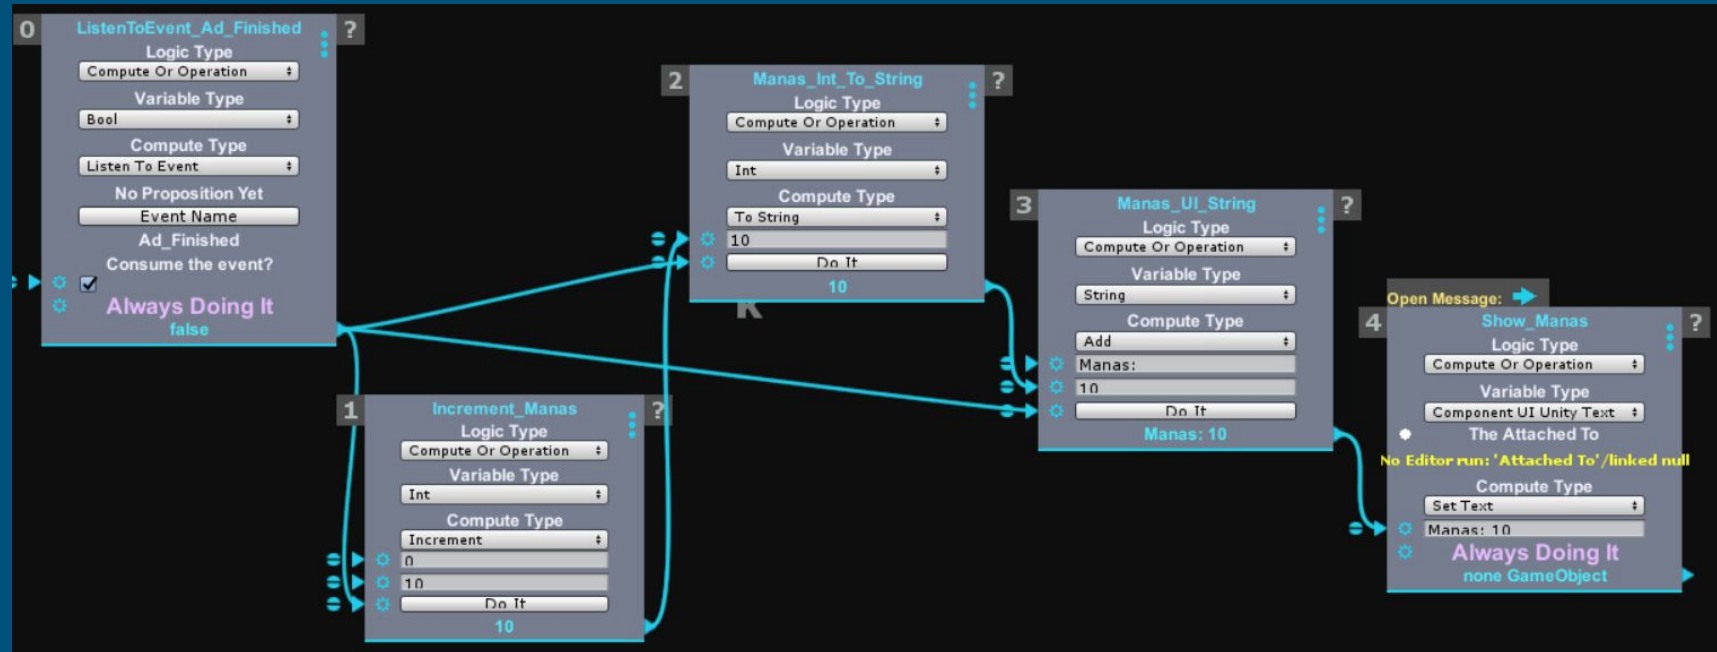 0
ListenToEvent_Ad_Finished
?
Logic Type
Compute Or Operation
Variable Type
Bool
Compute Type
Listen To Event
No Proposition Yet
Event Name
Ad_Finished
Consume the event?
Always Doing It
false
1
Increment_Manas
?
Logic Type
Compute Or Operation
Variable Type
Int
Compute Type
Increment
0
10
Do It
10
2
Manas_Int_To_String
?
Logic Type
Compute Or Operation
Variable Type
Int
Compute Type
To String
10
Do It
10
3
Manas_UI_String
?
Logic Type
Compute Or Operation
Variable Type
String
Compute Type
Add
Manas:
10
Do It
Manas: 10
Open Message:
4
Show_Manas
?
Logic Type
Compute Or Operation
Variable Type
Component UI Unity Text
The Attached To
No Editor run: 'Attached To'/linked null
Compute Type
Set Text
Manas: 10
Always Doing It
none GameObject